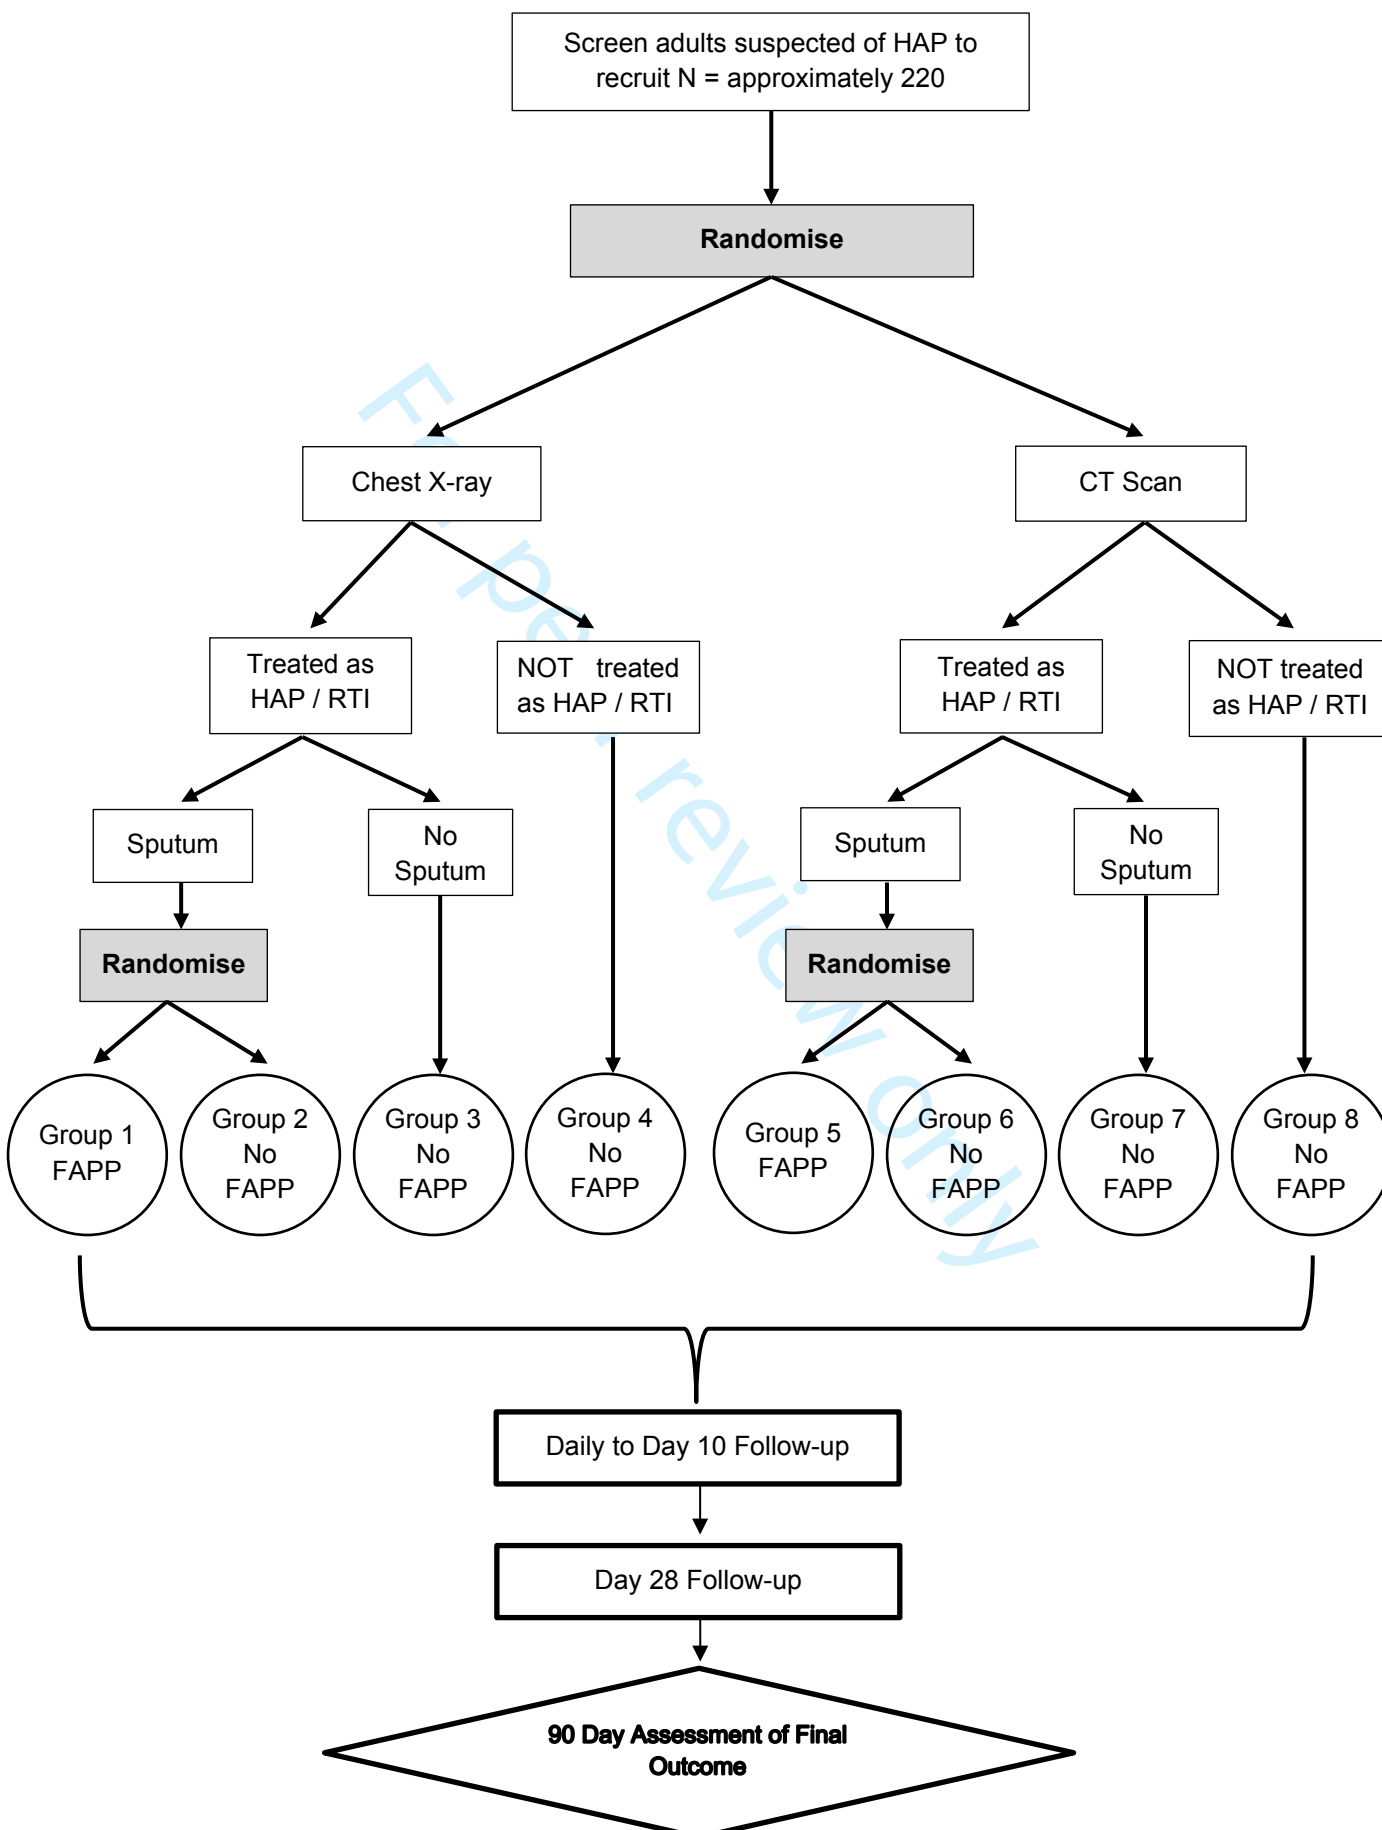 Screen adults suspected of HAP to
recruit N = approximately 220
Randomise
Chest X-ray
CT Scan
Treated as
HAP / RTI
NOT treated
as HAP / RTI
Treated as
HAP / RTI
NOT treated
as HAP / RTI
Sputum
No
Sputum
Sputum
No
Sputum
Randomise
Randomise
Group 1
FAPP
Group 2
No
FAPP
Group 3
No
FAPP
Group 4
No
FAPP
Group 5
FAPP
Group 6
No
FAPP
Group 7
No
FAPP
Group 8
No
FAPP
Daily to Day 10 Follow-up
Day 28 Follow-up
90 Day Assessment of Final
Outcome
For peer review only